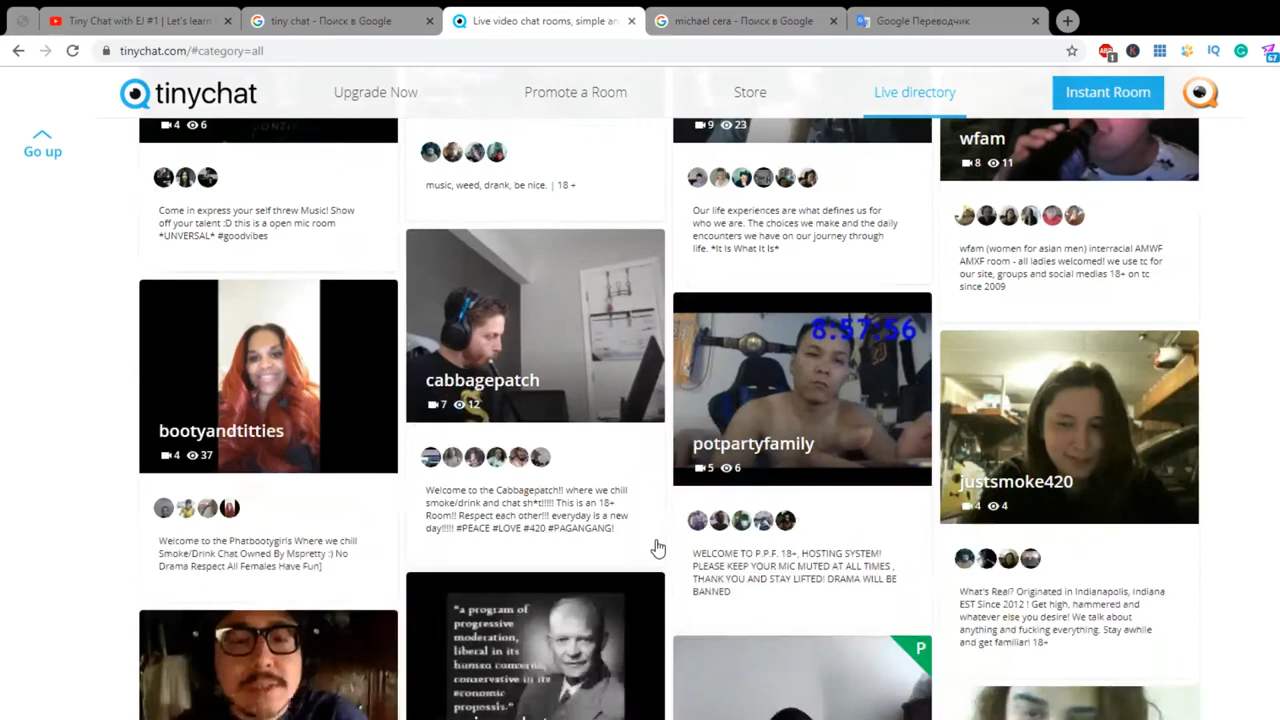 Tiny Chat with EJ #1 | Let's learn
tiny chat - Поиск в Google
Live video chat rooms, simple an
michael cera - Поиск в Google
Google Переводчик
tinychat.com/#category=all
1
IQ
67
tinychat
Upgrade Now
Promote a Room
Store
Live directory
Instant Room
Go up
4 6
Come in express your self threw Music! Show
off your talent :D this is a open mic room
*UNVERSAL* #goodvibes
bootyandtitties
4 37
Welcome to the Phatbootygirls Where we chill
Smoke/Drink Chat Owned By Mspretty :) No
Drama Respect All Females Have Fun]
music, weed, drank, be nice. | 18 +
cabbagepatch
7 12
Welcome to the Cabbagepatch!! where we chill
smoke/drink and chat sh*t!!!!! This is an 18+
Room!! Respect each other!!! everyday is a new
day!!!!! #PEACE #LOVE #420 #PAGANGANG!
"a program of
progressive
moderation,
liberal in its
human concerns,
conservative in its
economic
proposals."
9 23
Our life experiences are what defines us for
who we are. The choices we make and the daily
encounters we have on our journey through
life. *It Is What It Is*
8:57:56
potpartyfamily
5 6
WELCOME TO P.P.F. 18+, HOSTING SYSTEM!
PLEASE KEEP YOUR MIC MUTED AT ALL TIMES ,
THANK YOU AND STAY LIFTED! DRAMA WILL BE
BANNED
P
wfam
8 11
wfam (women for asian men) interracial AMWF
AMXF room - all ladies welcomed! we use tc for
our site, groups and social medias 18+ on tc
since 2009
justsmoke420
4 4
What's Real? Originated in Indianapolis, Indiana
EST Since 2012 ! Get high, hammered and
whatever else you desire! We talk about
anything and fucking everything. Stay awhile
and get familiar! 18+